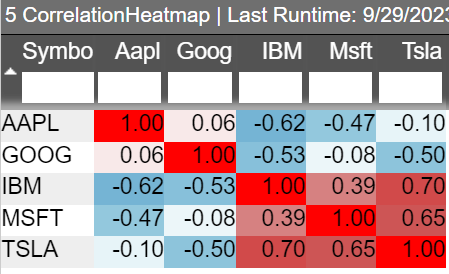 5 CorrelationHeatmap | Last Runtime: 9/29/2023
Symbo Aapl Goog IBM Msft Tsla
AAPL 1.00 0.06 -0.62 -0.47 -0.10
GOOG 0.06 1.00 -0.53 -0.08 -0.50
IBM -0.62 -0.53 1.00 0.39 0.70
MSFT -0.47 -0.08 0.39 1.00 0.65
TSLA -0.10 -0.50 0.70 0.65 1.00